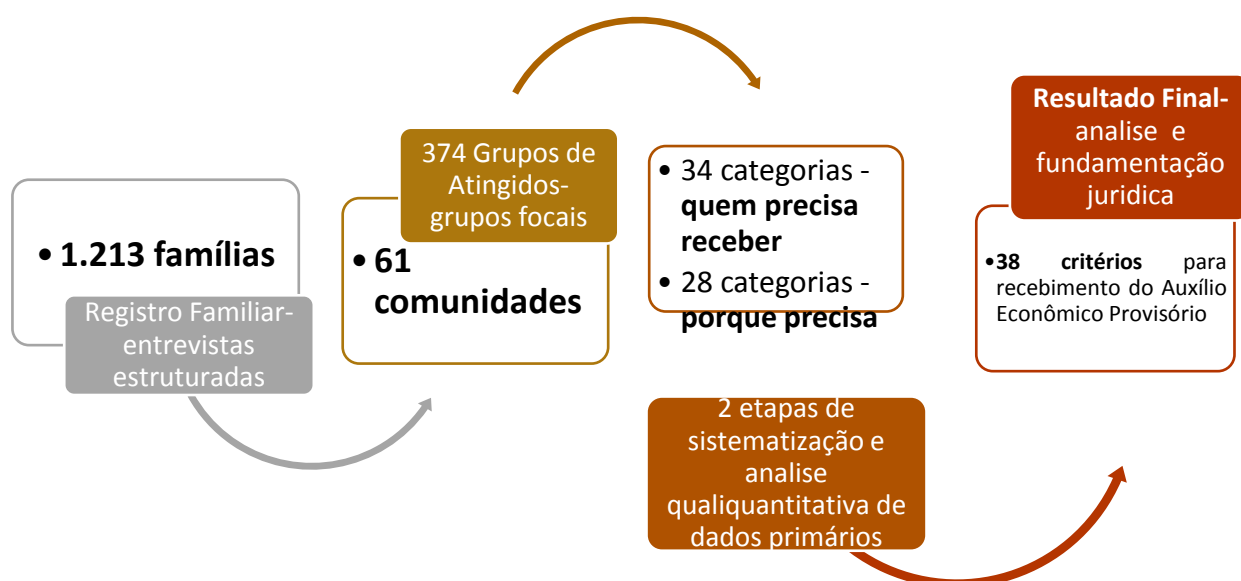 • 1.213 famílias
Registro Familiar-
entrevistas
estruturadas
374 Grupos de
Atingidos-
grupos focais
• 61
comunidades
• 34 categorias -
quem precisa
receber
• 28 categorias -
porque precisa
2 etapas de
sistematização e
analise
qualiquantitativa de
dados primários
Resultado Final-
analise e
fundamentação
juridica
•38 critérios para
recebimento do Auxílio
Econômico Provisório